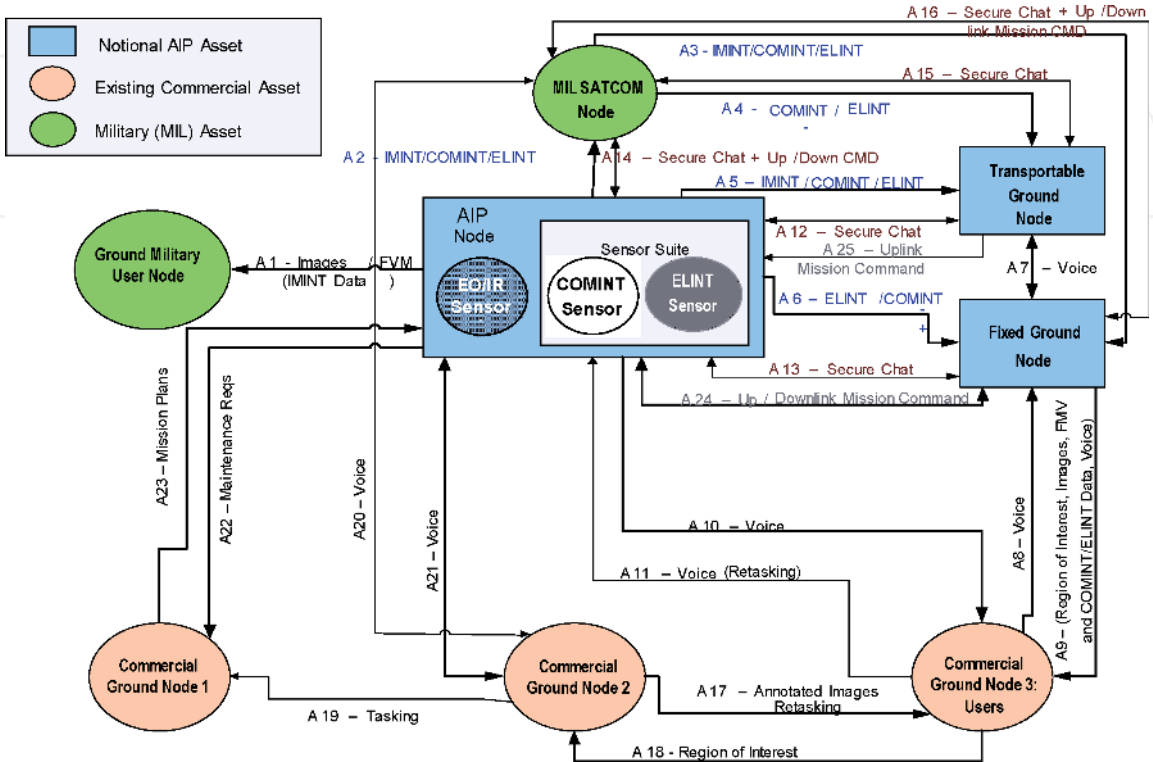 Notional AIP Asset
Existing Commercial Asset
Military (MIL) Asset
A 16 – Secure Chat + Up /Down
link Mission CMD
A3 - IMINT/COMINT/ELINT
A 15 – Secure Chat
MIL SATCOM
Node
A 4 - COMINT / ELINT
-
A 2 – IMINT/COMINT/ELINT
A 14 – Secure Chat + Up /Down CMD
A 5 – IMINT /COMINT /ELINT
Transportable
Ground
Node
AIP
Node
Sensor Suite
A 12 – Secure Chat
A 25 – Uplink
Mission Command
Ground Military
User Node
A 1 - Images / FVM
(IMINT Data )
EO/IR
Sensor
COMINT
Sensor
ELINT
Sensor
A 7 – Voice
A 6 – ELINT /COMINT
-
+
Fixed Ground
Node
A 13 – Secure Chat
A 24 – Up / Downlink Mission Command
A23 – Mission Plans
A22 – Maintenance Reqs
A20 – Voice
A21 – Voice
A 10 – Voice
A 11 – Voice (Retasking)
A8 – Voice
A9 – (Region of Interest, Images, FMV
and COMINT/ELINT Data, Voice)
Commercial
Ground Node 1
Commercial
Ground Node 2
Commercial
Ground Node 3:
Users
A 17 – Annotated Images
Retasking
A 19 – Tasking
A 18 - Region of Interest